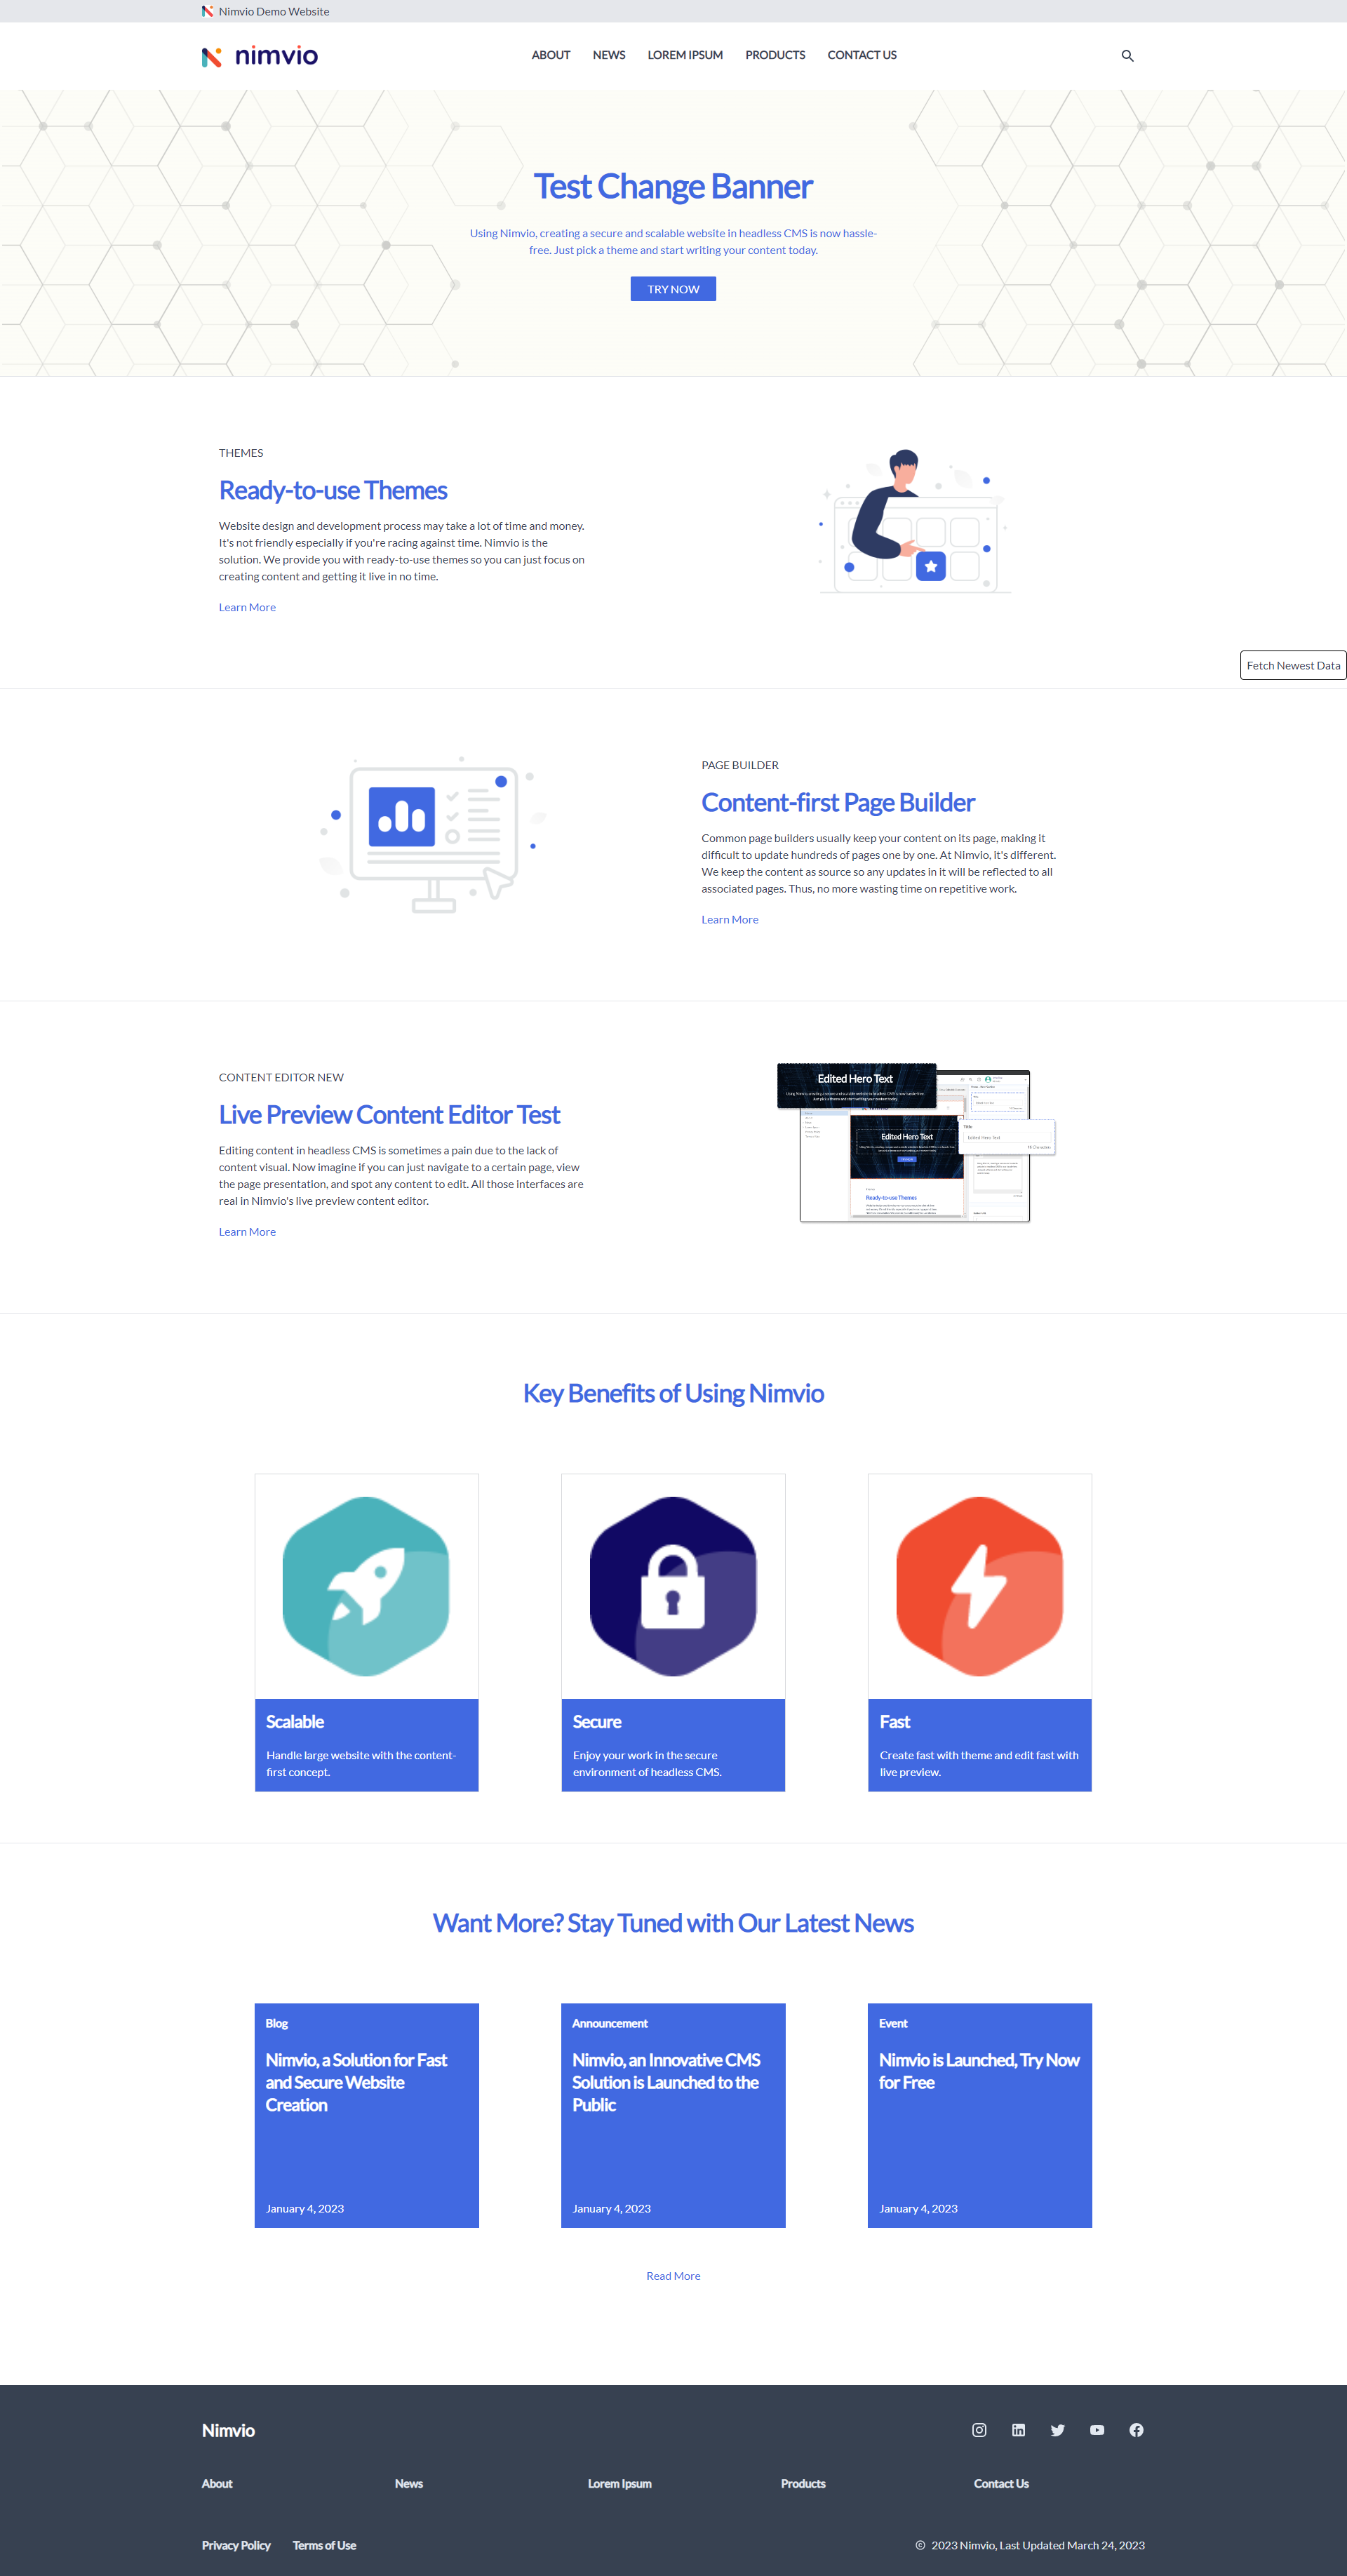 Nimvio Demo Website
nimvio
ABOUT NEWS LOREM IPSUM PRODUCTS CONTACT US
Test Change Banner
Using Nimvio, creating a secure and scalable website in headless CMS is now hassle-
free. Just pick a theme and start writing your content today.
TRY NOW
THEMES
Ready-to-use Themes
Website design and development process may take a lot of time and money.
It's not friendly especially if you're racing against time. Nimvio is the
solution. We provide you with ready-to-use themes so you can just focus on
creating content and getting it live in no time.
Learn More
Fetch Newest Data
PAGE BUILDER
Content-first Page Builder
Common page builders usually keep your content on its page, making it
difficult to update hundreds of pages one by one. At Nimvio, it's different.
We keep the content as source so any updates in it will be reflected to all
associated pages. Thus, no more wasting time on repetitive work.
Learn More
CONTENT EDITOR NEW
Live Preview Content Editor Test
Editing content in headless CMS is sometimes a pain due to the lack of
content visual. Now imagine if you can just navigate to a certain page, view
the page presentation, and spot any content to edit. All those interfaces are
real in Nimvio's live preview content editor.
Learn More
Edited Hero Text
Title
Edited Hero Text
Edited Hero Text
Ready-to-use Themes
Key Benefits of Using Nimvio
Scalable
Handle large website with the content-
first concept.
Secure
Enjoy your work in the secure
environment of headless CMS.
Fast
Create fast with theme and edit fast with
live preview.
Want More? Stay Tuned with Our Latest News
Blog
Nimvio, a Solution for Fast
and Secure Website
Creation
January 4, 2023
Announcement
Nimvio, an Innovative CMS
Solution is Launched to the
Public
January 4, 2023
Event
Nimvio is Launched, Try Now
for Free
January 4, 2023
Read More
Nimvio
About News Lorem Ipsum Products Contact Us
Privacy Policy Terms of Use
© 2023 Nimvio, Last Updated March 24, 2023